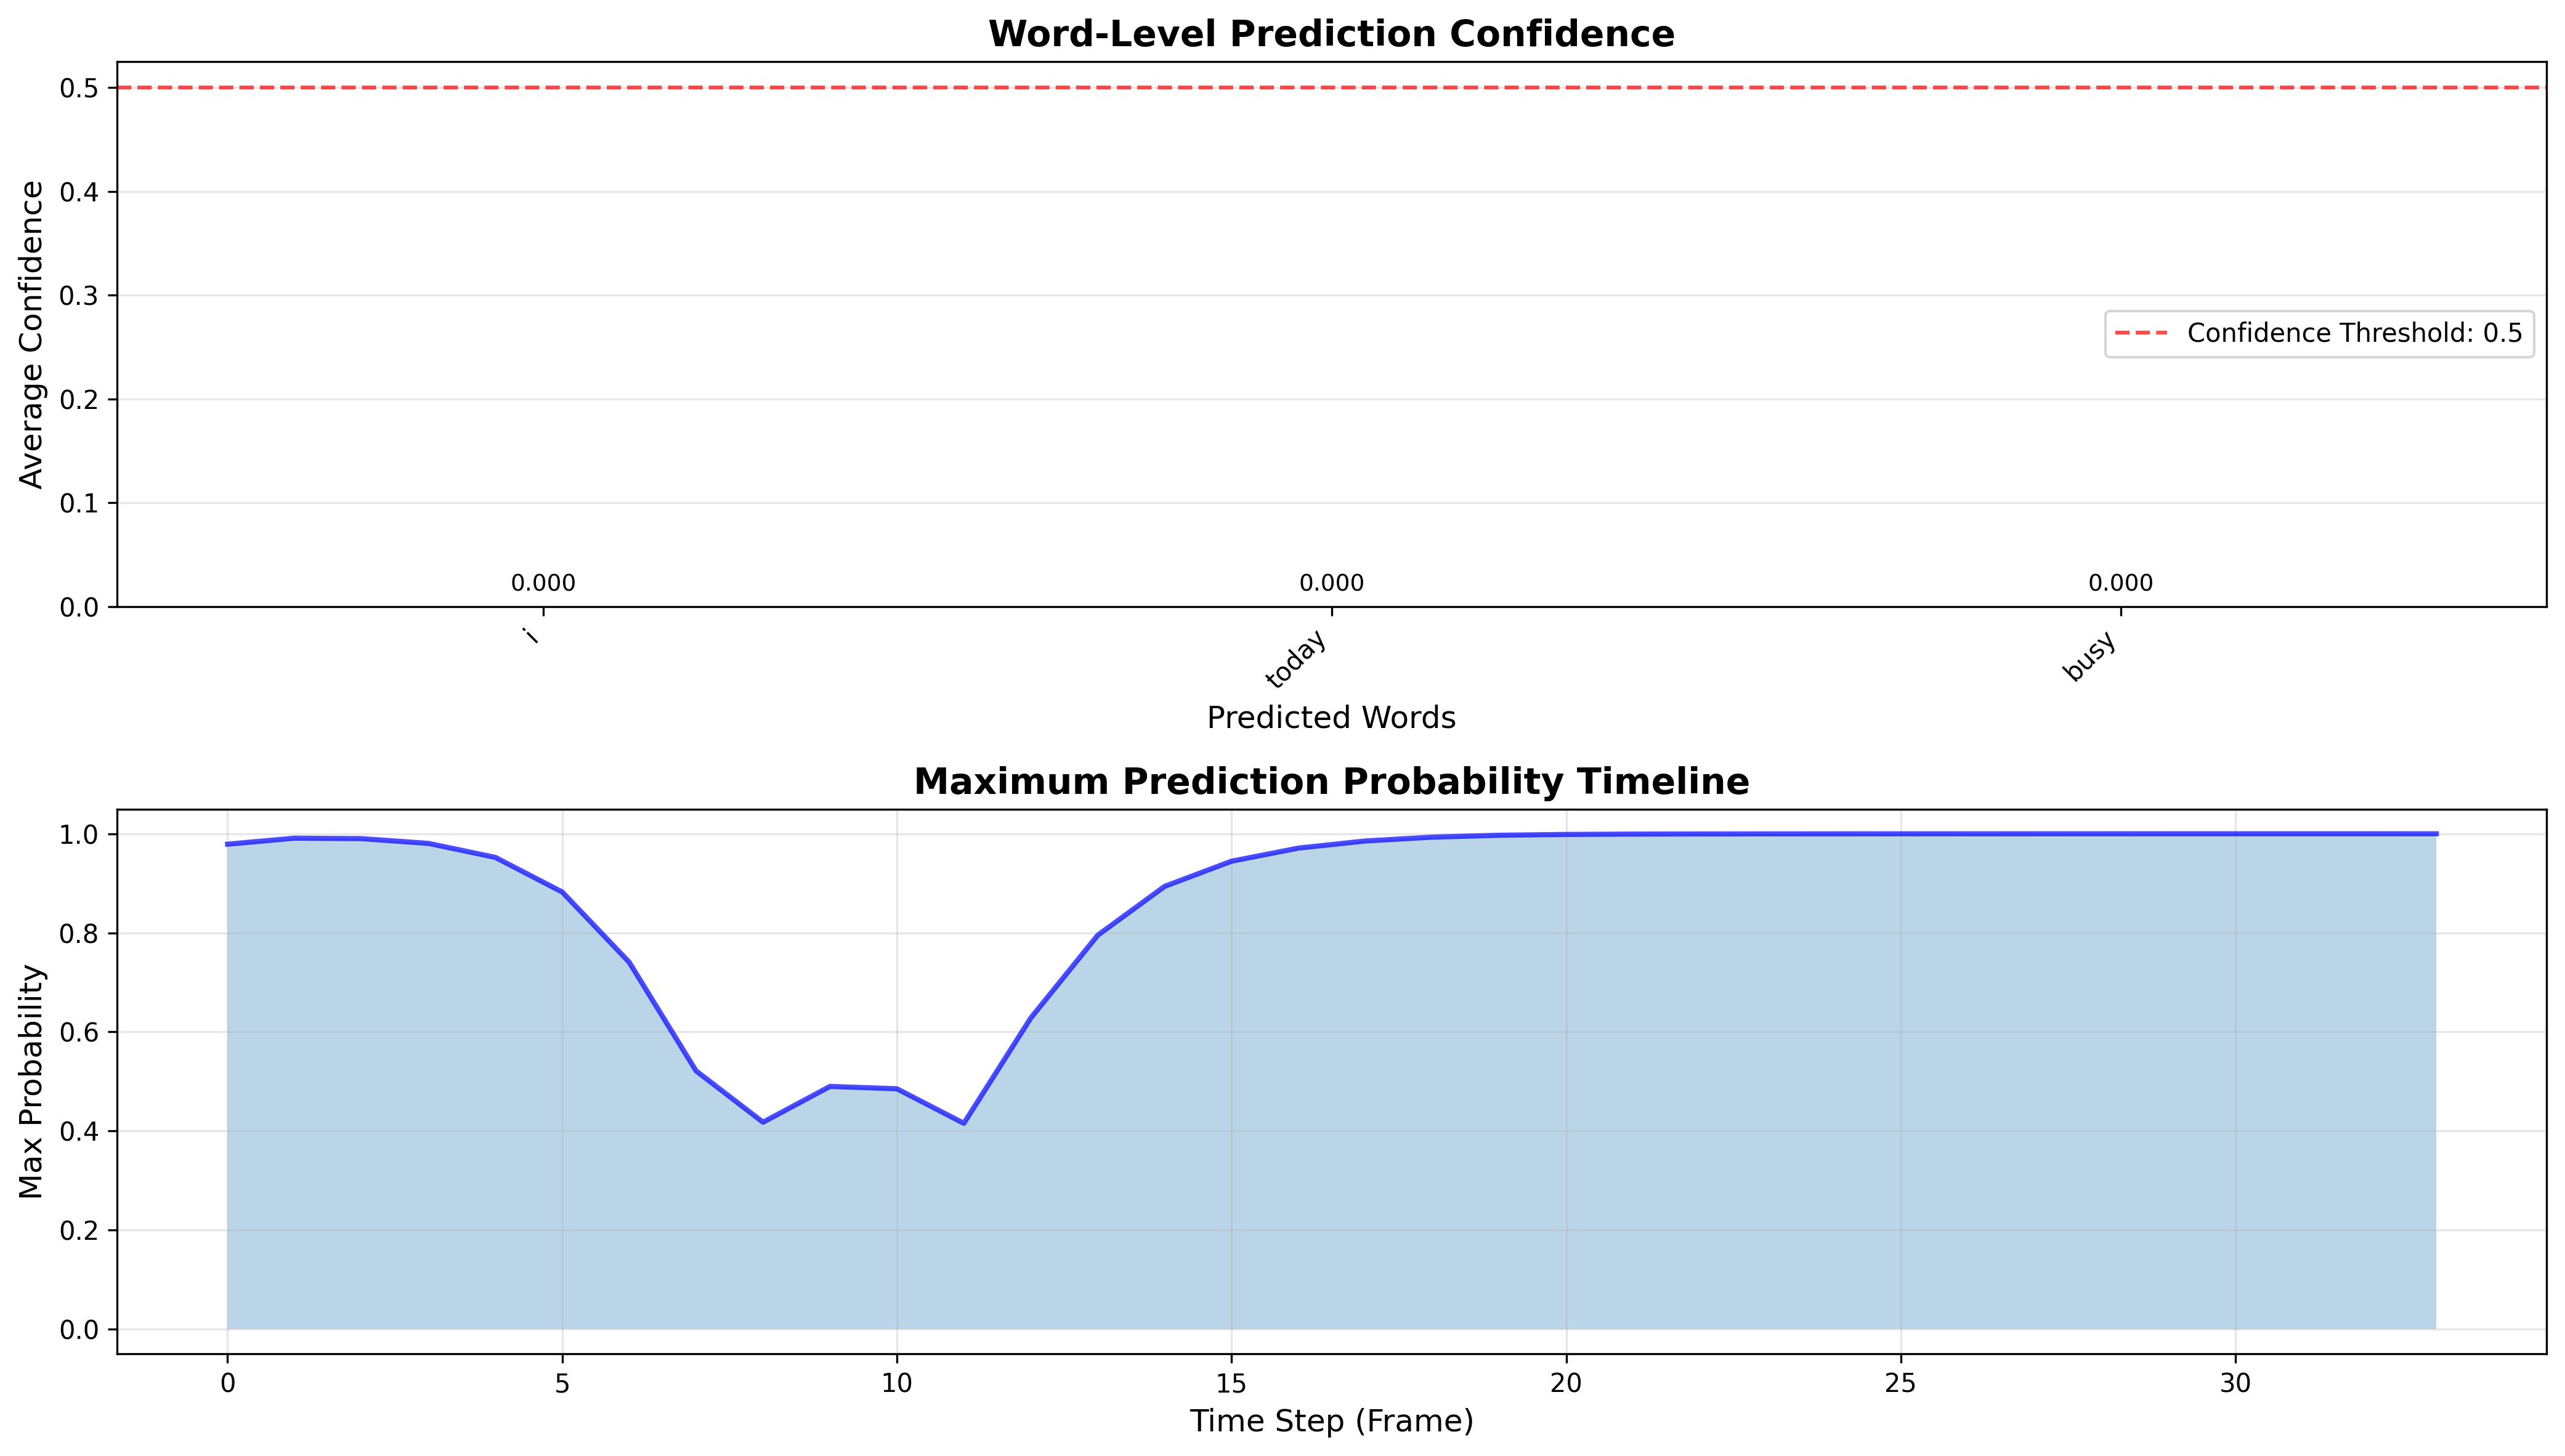 Word-Level Prediction Confidence
Average Confidence
0.5
0.4
0.3
0.2
0.1
0.0
Confidence Threshold: 0.5
0.000 0.000 0.000
i today busy
Predicted Words
Maximum Prediction Probability Timeline
Max Probability
1.0
0.8
0.6
0.4
0.2
0.0
0 5 10 15 20 25 30
Time Step (Frame)